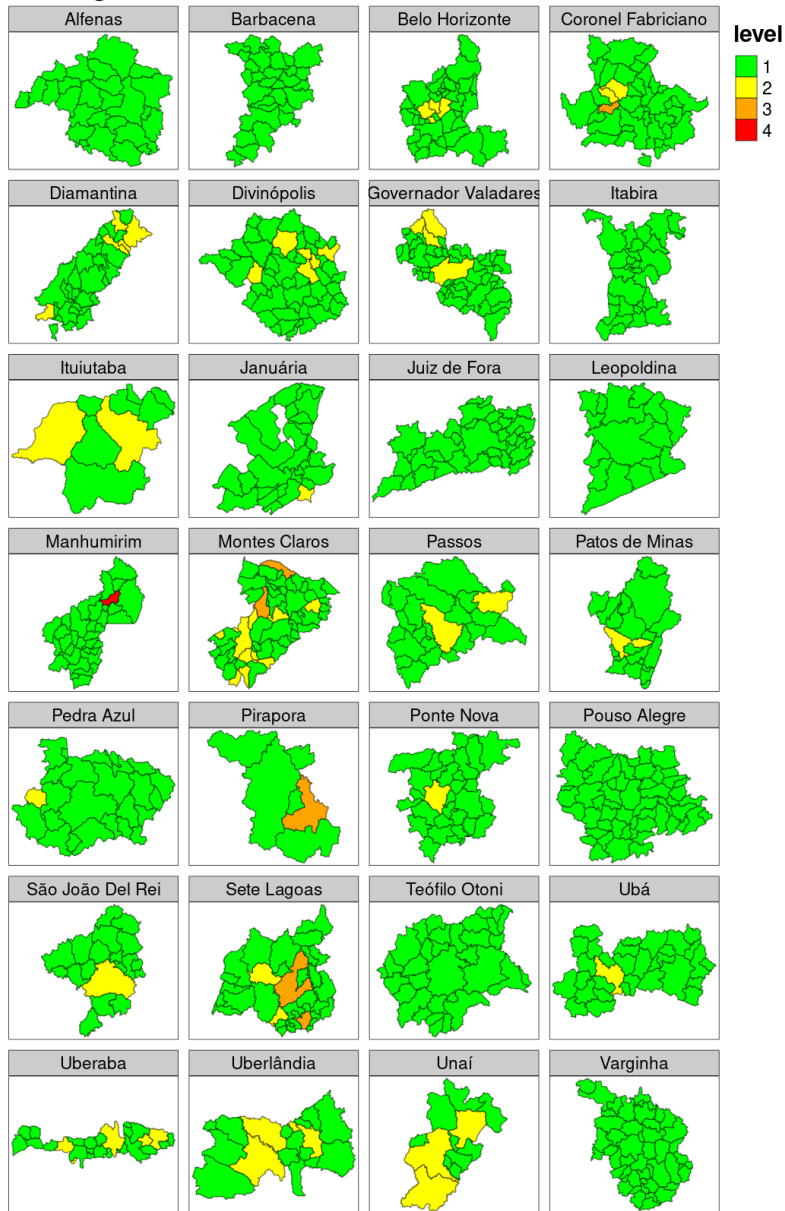 Alfenas
Barbacena
Belo Horizonte
Coronel Fabriciano
level
1
2
3
4
Diamantina
Divinópolis
Governador Valadares
Itabira
Ituiutaba
Januária
Juiz de Fora
Leopoldina
Manhumirim
Montes Claros
Passos
Patos de Minas
Pedra Azul
Pirapora
Ponte Nova
Pouso Alegre
São João Del Rei
Sete Lagoas
Teófilo Otoni
Ubá
Uberaba
Uberlândia
Unaí
Varginha